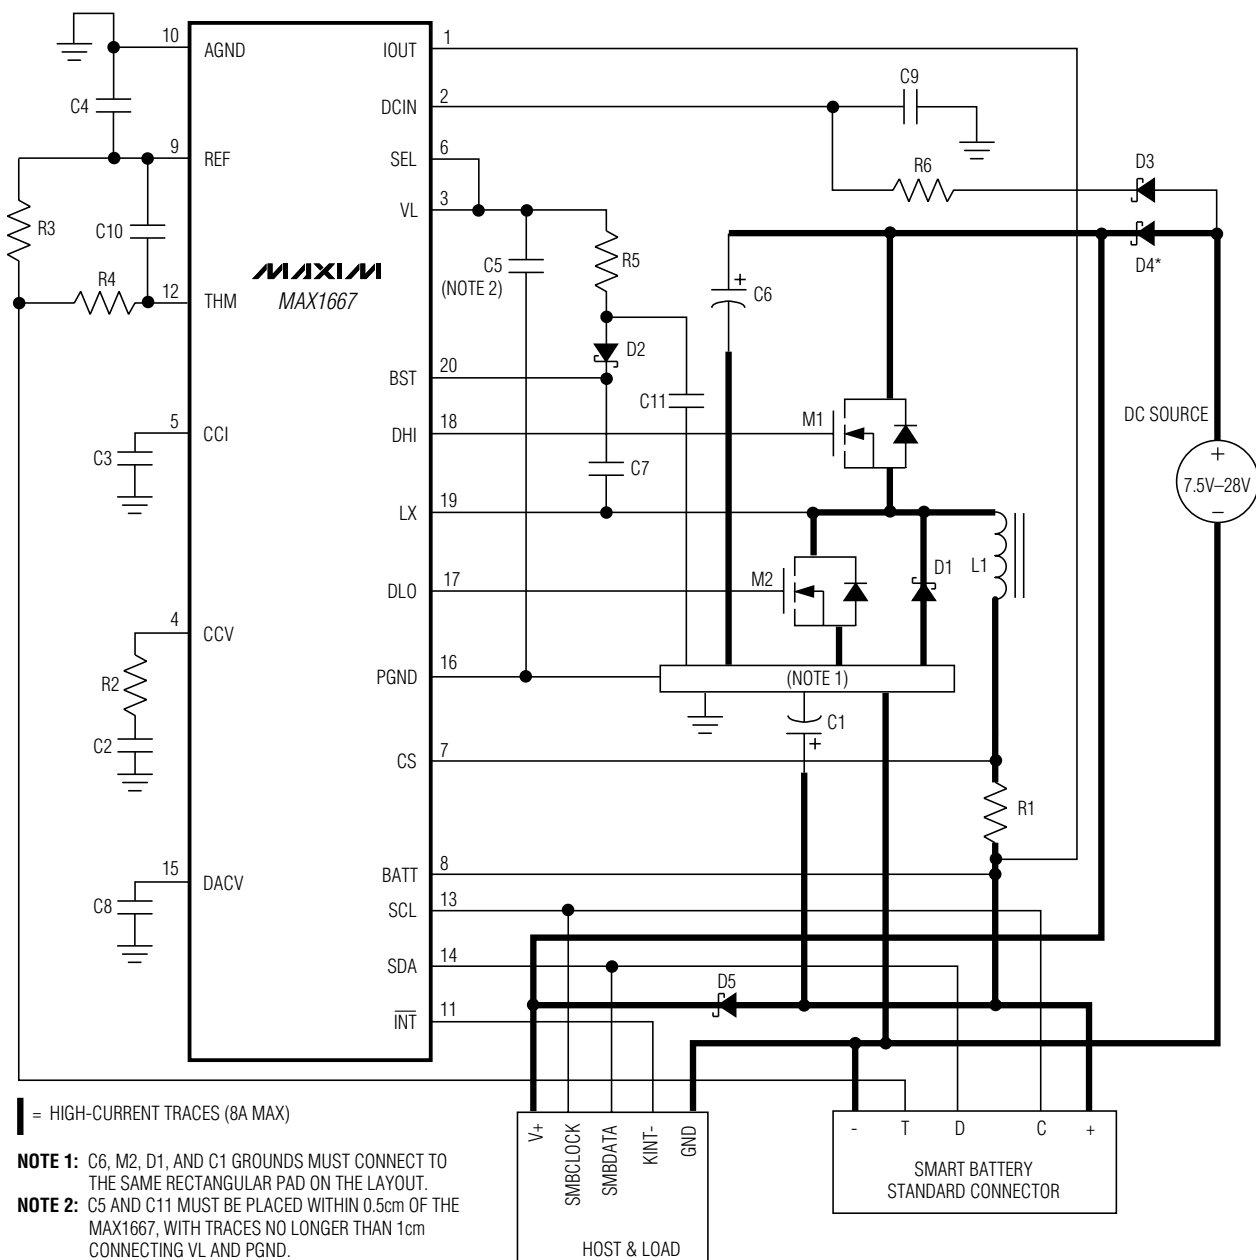 10
AGND
IOUT
1
C4
DCIN
2
C9
9
REF
SEL
6
R6
D3
VL
3
R3
C10
R5
D4*
C5
(NOTE 2)
R4
MAXIM
MAX1667
12
THM
C6
D2
BST
20
C11
M1
DC SOURCE
5
CCI
DHI
18
C3
C7
+
7.5V–28V
–
LX
19
D1
L1
M2
DLO
17
4
CCV
PGND
16
(NOTE 1)
R2
C1
+
C2
CS
7
R1
15
DACV
BATT
8
C8
SCL
13
SDA
14
D5
INT
11
= HIGH-CURRENT TRACES (8A MAX)
V+
SMBCLOCK
SMBDATA
KINT-
GND
- T D C +
SMART BATTERY
STANDARD CONNECTOR
NOTE 1: C6, M2, D1, AND C1 GROUNDS MUST CONNECT TO
THE SAME RECTANGULAR PAD ON THE LAYOUT.
NOTE 2: C5 AND C11 MUST BE PLACED WITHIN 0.5cm OF THE
MAX1667, WITH TRACES NO LONGER THAN 1cm
CONNECTING VL AND PGND.
HOST & LOAD